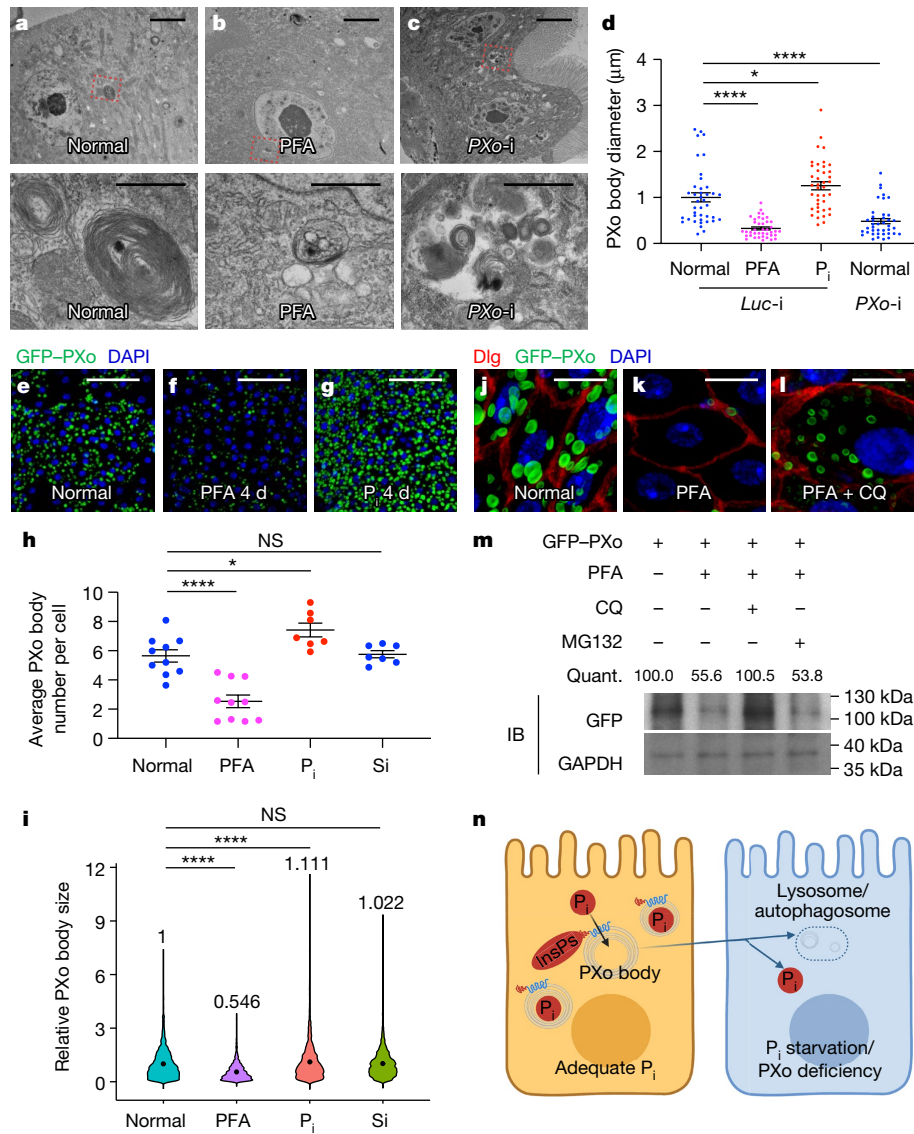 a
Normal
b
PFA
c
PXo-i
Normal
PFA
PXo-i
d
PXo body diameter (μm)
4
3
2
1
0
****
*
****
Normal PFA Pi Normal
Luc-i PXo-i
GFP–PXo DAPI
e
Normal
f
PFA 4 d
g
Pi 4 d
Dlg GFP–PXo DAPI
j
Normal
k
PFA
l
PFA + CQ
h
Average PXo body
number per cell
10
8
6
4
2
0
NS
*
****
Normal PFA Pi Si
i
Relative PXo body size
12
9
6
3
0
NS
****
****
1
0.546
1.111
1.022
Normal PFA Pi Si
m
GFP–PXo + + + +
PFA – + + +
CQ – – + –
MG132 – – – +
Quant. 100.0 55.6 100.5 53.8
IB
GFP
130 kDa
100 kDa
GAPDH
40 kDa
35 kDa
n
Pi
Pi
InsPs
PXo body
Pi
Adequate Pi
Lysosome/
autophagosome
Pi
Pi starvation/
PXo deficiency